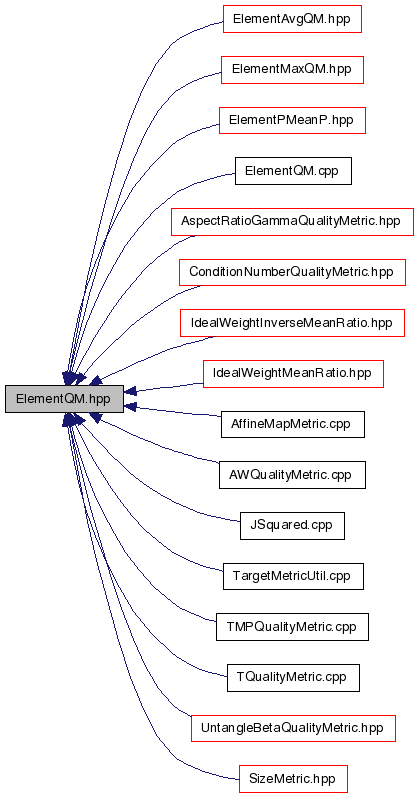 ElementAvgQM.hpp
ElementMaxQM.hpp
ElementPMeanP.hpp
ElementQM.cpp
AspectRatioGammaQualityMetric.hpp
ConditionNumberQualityMetric.hpp
IdealWeightInverseMeanRatio.hpp
IdealWeightMeanRatio.hpp
ElementQM.hpp
AffineMapMetric.cpp
AWQualityMetric.cpp
JSquared.cpp
TargetMetricUtil.cpp
TMPQualityMetric.cpp
TQualityMetric.cpp
UntangleBetaQualityMetric.hpp
SizeMetric.hpp